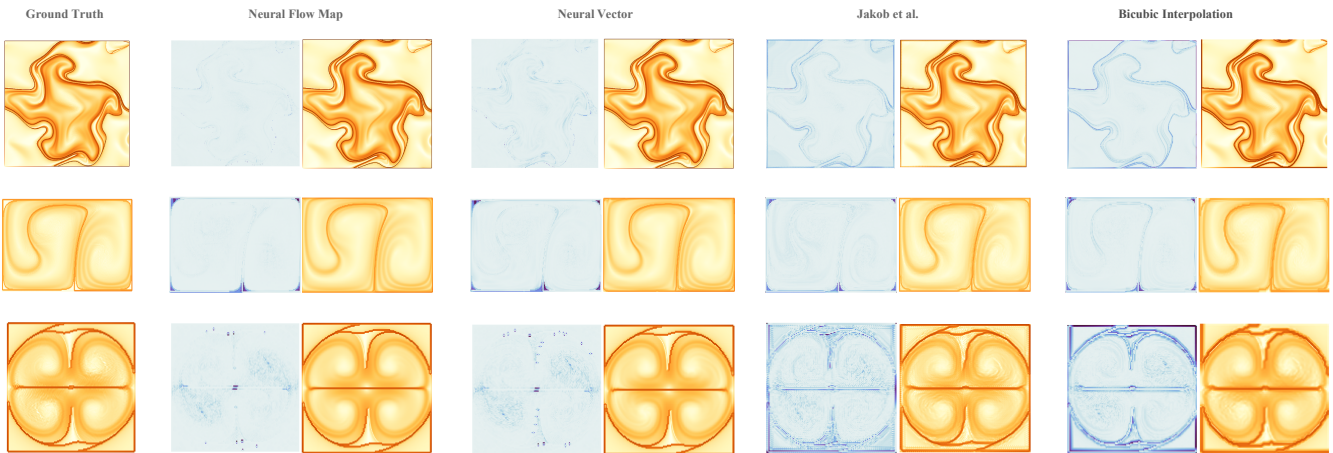 Ground Truth
Neural Flow Map
Neural Vector
Jakob et al.
Bicubic Interpolation